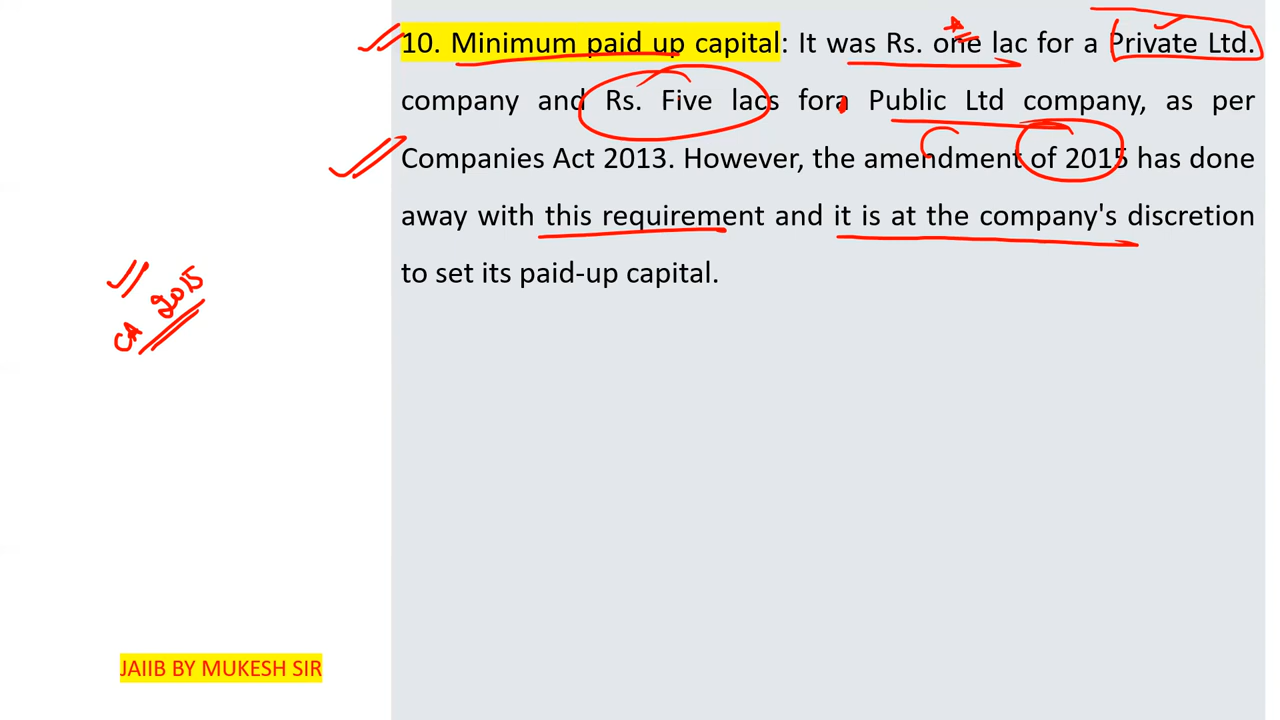 10. Minimum paid up capital: It was Rs. one lac for a Private Ltd.
company and Rs. Five lacs fora Public Ltd company, as per
Companies Act 2013. However, the amendment of 2015 has done
away with this requirement and it is at the company's discretion
to set its paid-up capital.
CA 2015
JAIIB BY MUKESH SIR